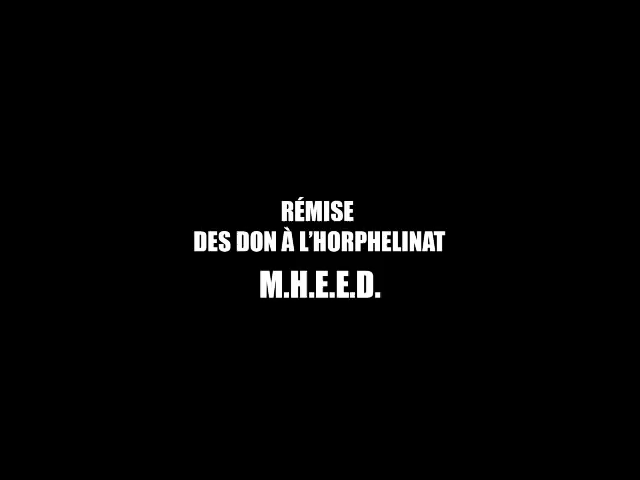 RÉMISE
DES DON À L'HORPHELINAT
M.H.E.E.D.